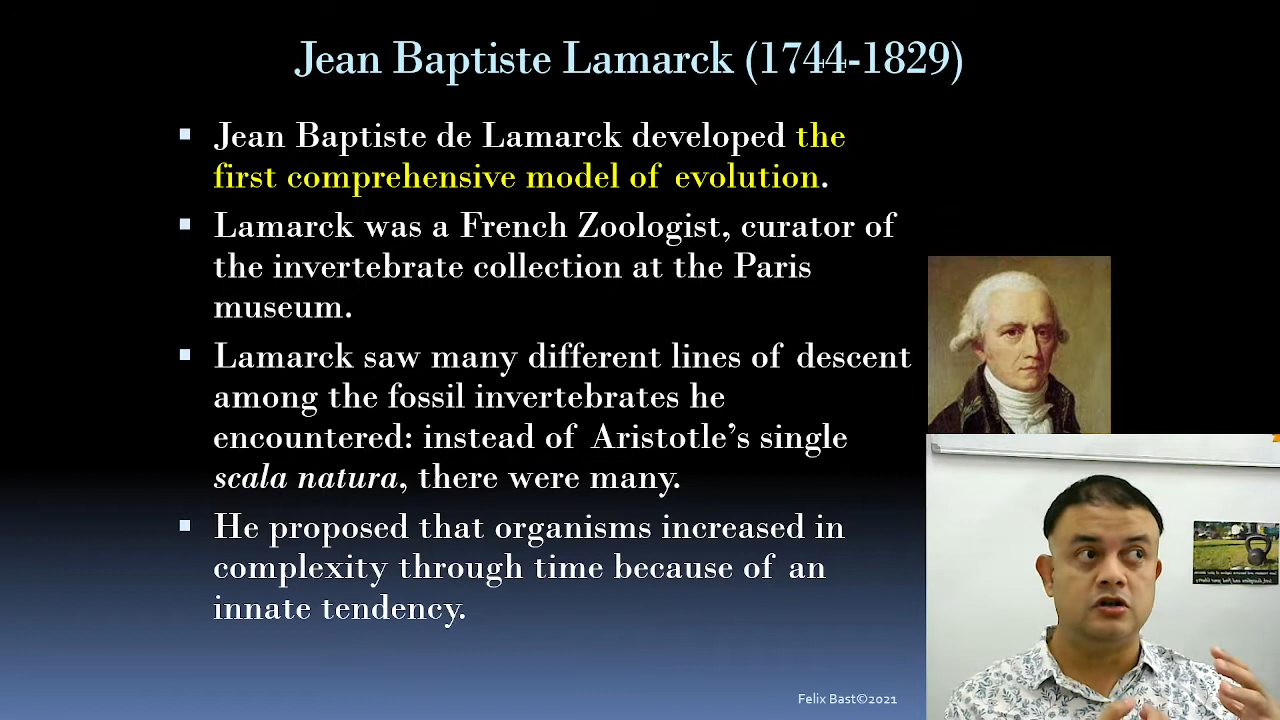 Jean Baptiste Lamarck (1744-1829)
Jean Baptiste de Lamarck developed the
first comprehensive model of evolution.
Lamarck was a French Zoologist, curator of
the invertebrate collection at the Paris
museum.
Lamarck saw many different lines of descent
among the fossil invertebrates he
encountered: instead of Aristotle’s single
scala natura, there were many.
He proposed that organisms increased in
complexity through time because of an
innate tendency.
Felix Bast©2021